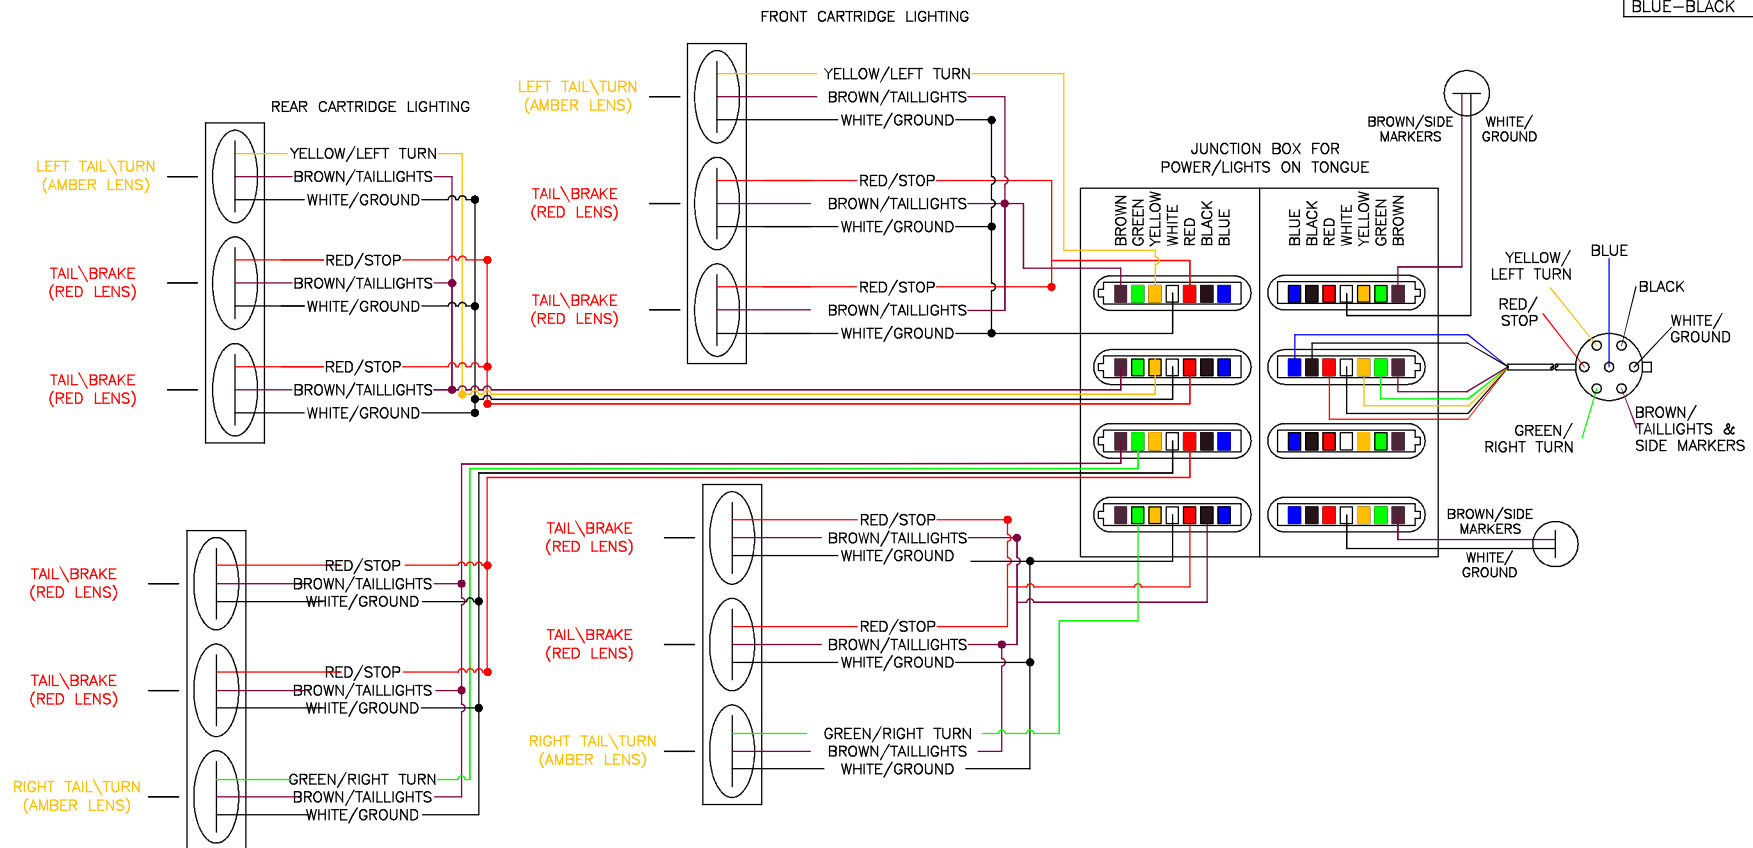 BLUE-BLACK
FRONT CARTRIDGE LIGHTING
LEFT TAIL\TURN
(AMBER LENS)
YELLOW/LEFT TURN
BROWN/TAILLIGHTS
WHITE/GROUND
TAIL\BRAKE
(RED LENS)
RED/STOP
BROWN/TAILLIGHTS
WHITE/GROUND
TAIL\BRAKE
(RED LENS)
RED/STOP
BROWN/TAILLIGHTS
WHITE/GROUND
REAR CARTRIDGE LIGHTING
LEFT TAIL\TURN
(AMBER LENS)
YELLOW/LEFT TURN
BROWN/TAILLIGHTS
WHITE/GROUND
TAIL\BRAKE
(RED LENS)
RED/STOP
BROWN/TAILLIGHTS
WHITE/GROUND
TAIL\BRAKE
(RED LENS)
RED/STOP
BROWN/TAILLIGHTS
WHITE/GROUND
JUNCTION BOX FOR
POWER/LIGHTS ON TONGUE
BROWN
GREEN
YELLOW
WHITE
RED
BLACK
BLUE
BLUE
BLACK
RED
WHITE
YELLOW
GREEN
BROWN
BROWN/SIDE
MARKERS
WHITE/
GROUND
YELLOW/
LEFT TURN
BLUE
BLACK
RED/
STOP
WHITE/
GROUND
GREEN/
RIGHT TURN
BROWN/
TAILLIGHTS &
SIDE MARKERS
BROWN/SIDE
MARKERS
WHITE/
GROUND
TAIL\BRAKE
(RED LENS)
RED/STOP
BROWN/TAILLIGHTS
WHITE/GROUND
TAIL\BRAKE
(RED LENS)
RED/STOP
BROWN/TAILLIGHTS
WHITE/GROUND
RIGHT TAIL\TURN
(AMBER LENS)
GREEN/RIGHT TURN
BROWN/TAILLIGHTS
WHITE/GROUND
TAIL\BRAKE
(RED LENS)
RED/STOP
BROWN/TAILLIGHTS
WHITE/GROUND
TAIL\BRAKE
(RED LENS)
RED/STOP
BROWN/TAILLIGHTS
WHITE/GROUND
RIGHT TAIL\TURN
(AMBER LENS)
GREEN/RIGHT TURN
BROWN/TAILLIGHTS
WHITE/GROUND